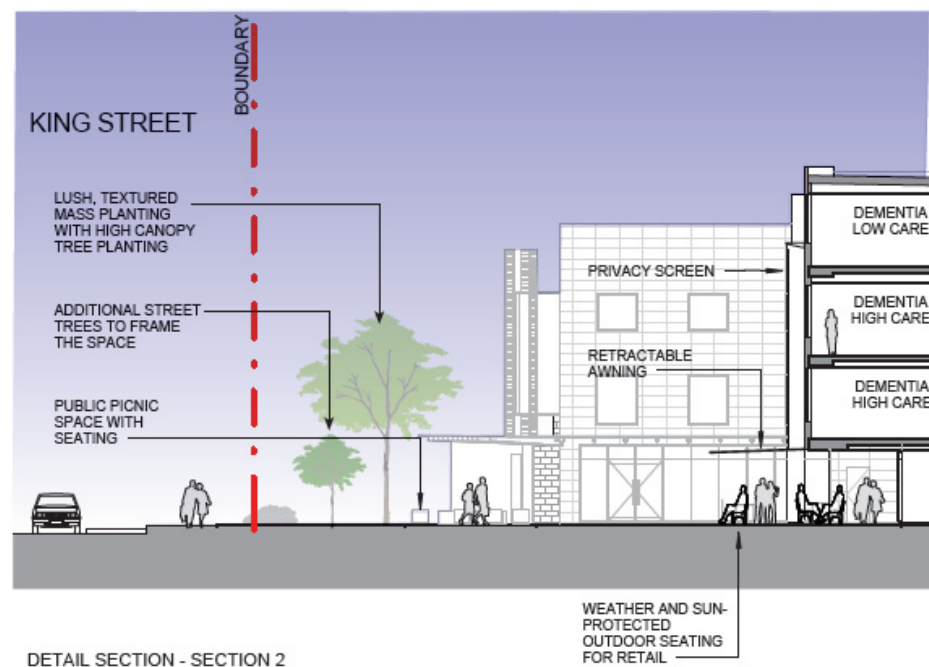 BOUNDARY
KING STREET
LUSH, TEXTURED
MASS PLANTING
WITH HIGH CANOPY
TREE PLANTING
ADDITIONAL STREET
TREES TO FRAME
THE SPACE
PUBLIC PICNIC
SPACE WITH
SEATING
PRIVACY SCREEN
RETRACTABLE
AWNING
DEMENTIA
LOW CARE
DEMENTIA
HIGH CARE
DEMENTIA
HIGH CARE
WEATHER AND SUN-
PROTECTED
OUTDOOR SEATING
FOR RETAIL
DETAIL SECTION - SECTION 2